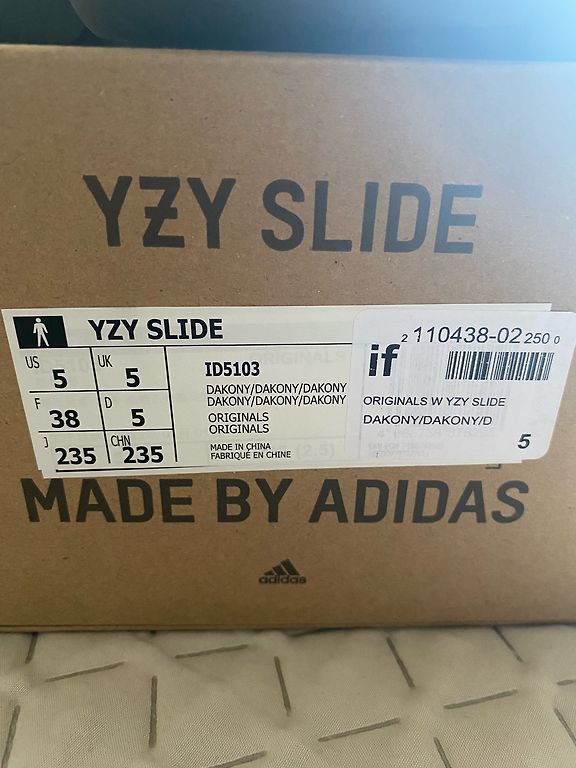 YZY SLIDE
YZY SLIDE
US 5 UK 5
F 38 D 5
J 235 CHN 235
ID5103
DAKONY/DAKONY/DAKONY
DAKONY/DAKONY/DAKONY
ORIGINALS
ORIGINALS
MADE IN CHINA
FABRIQUÉ EN CHINE
(2.5)
if
2 110438-02 250 0
ORIGINALS W YZY SLIDE
DAKONY/DAKONY/D
5
MADE BY ADIDAS
adidas